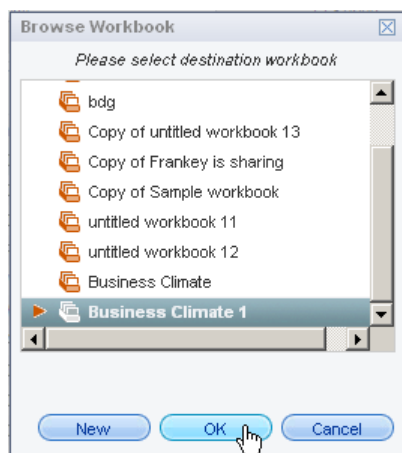 Browse Workbook
Please select destination workbook
bdg
Copy of untitled workbook 13
Copy of Frankey is sharing
Copy of Sample workbook
untitled workbook 11
untitled workbook 12
Business Climate
Business Climate 1
New OK Cancel